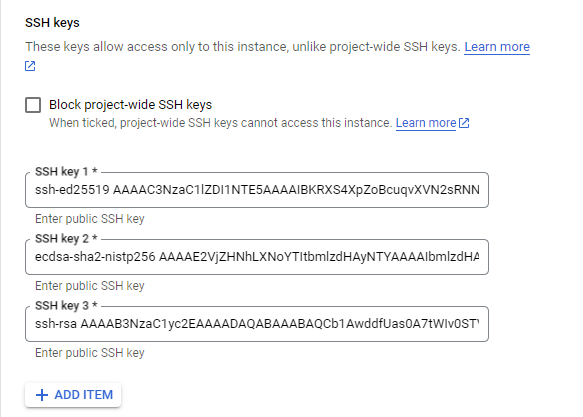 SSH keys
These keys allow access only to this instance, unlike project-wide SSH keys. Learn more
Block project-wide SSH keys
When ticked, project-wide SSH keys cannot access this instance. Learn more
SSH key 1 *
ssh-ed25519 AAAAC3NzaC1lZDI1NTE5AAAAIBKRXS4XpZoBcuqvXVN2sRNN
Enter public SSH key
SSH key 2 *
ecdsa-sha2-nistp256 AAAAE2VjZHNhLXNoYTItbmlzdHAyNTYAAAAIbmlzdHA
Enter public SSH key
SSH key 3 *
ssh-rsa AAAAB3NzaC1yc2EAAAADAQABAAABAQCb1AwddfUas0A7tWIv0ST
Enter public SSH key
+ ADD ITEM